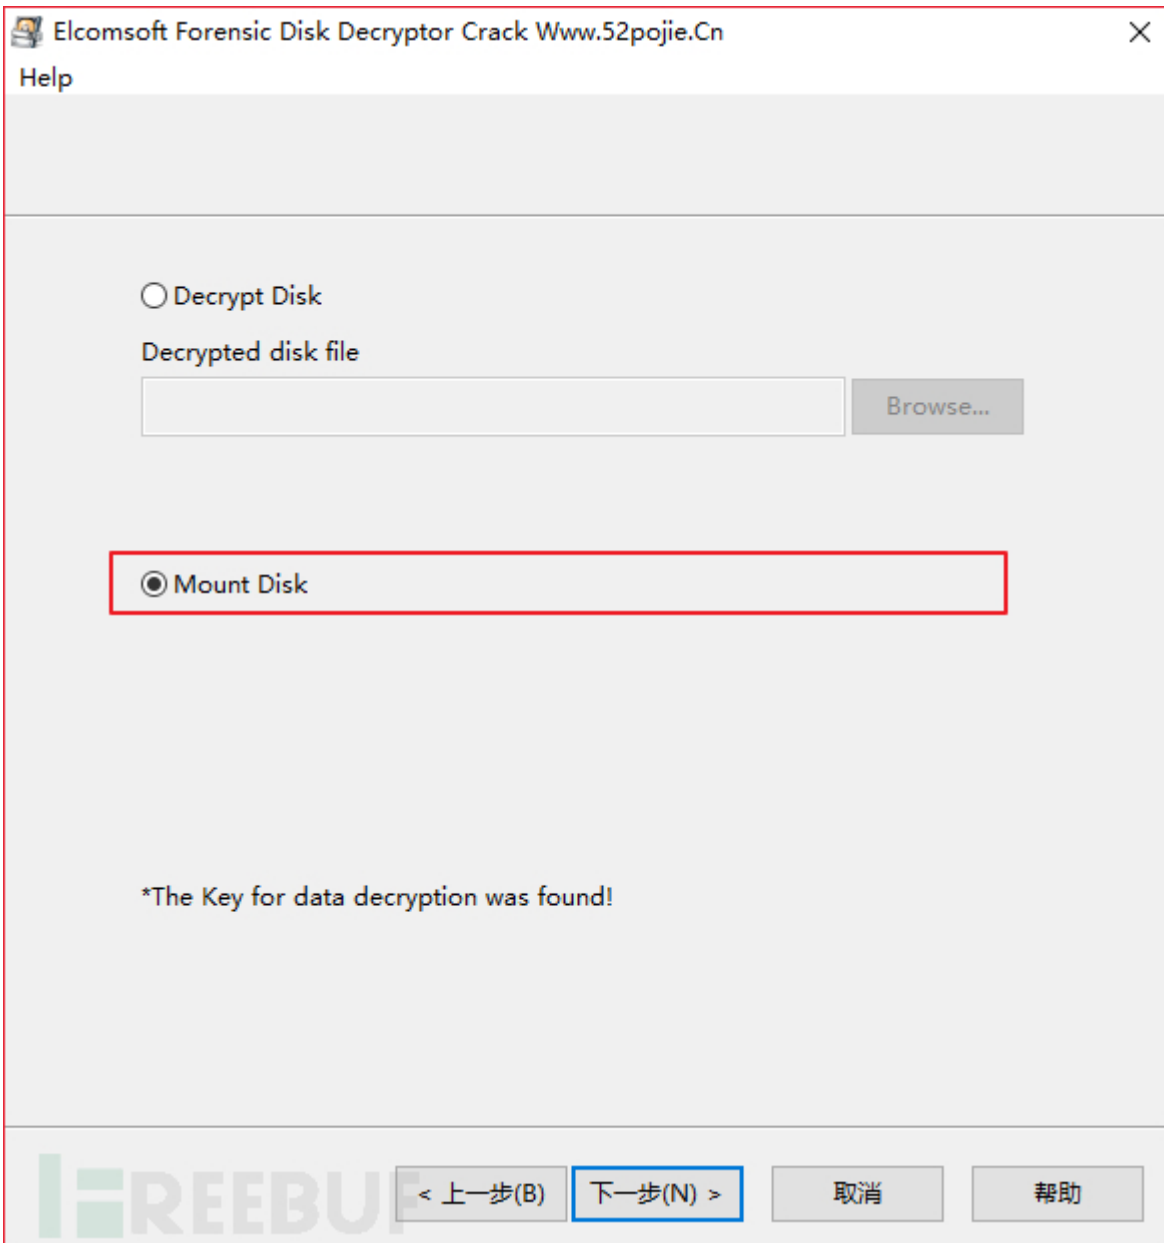 Elcomsoft Forensic Disk Decryptor Crack Www.52pojie.Cn
Help
Decrypt Disk
Decrypted disk file
Browse...
Mount Disk
*The Key for data decryption was found!
REEBUF
< 上一步(B) 下一步(N) > 取消 帮助